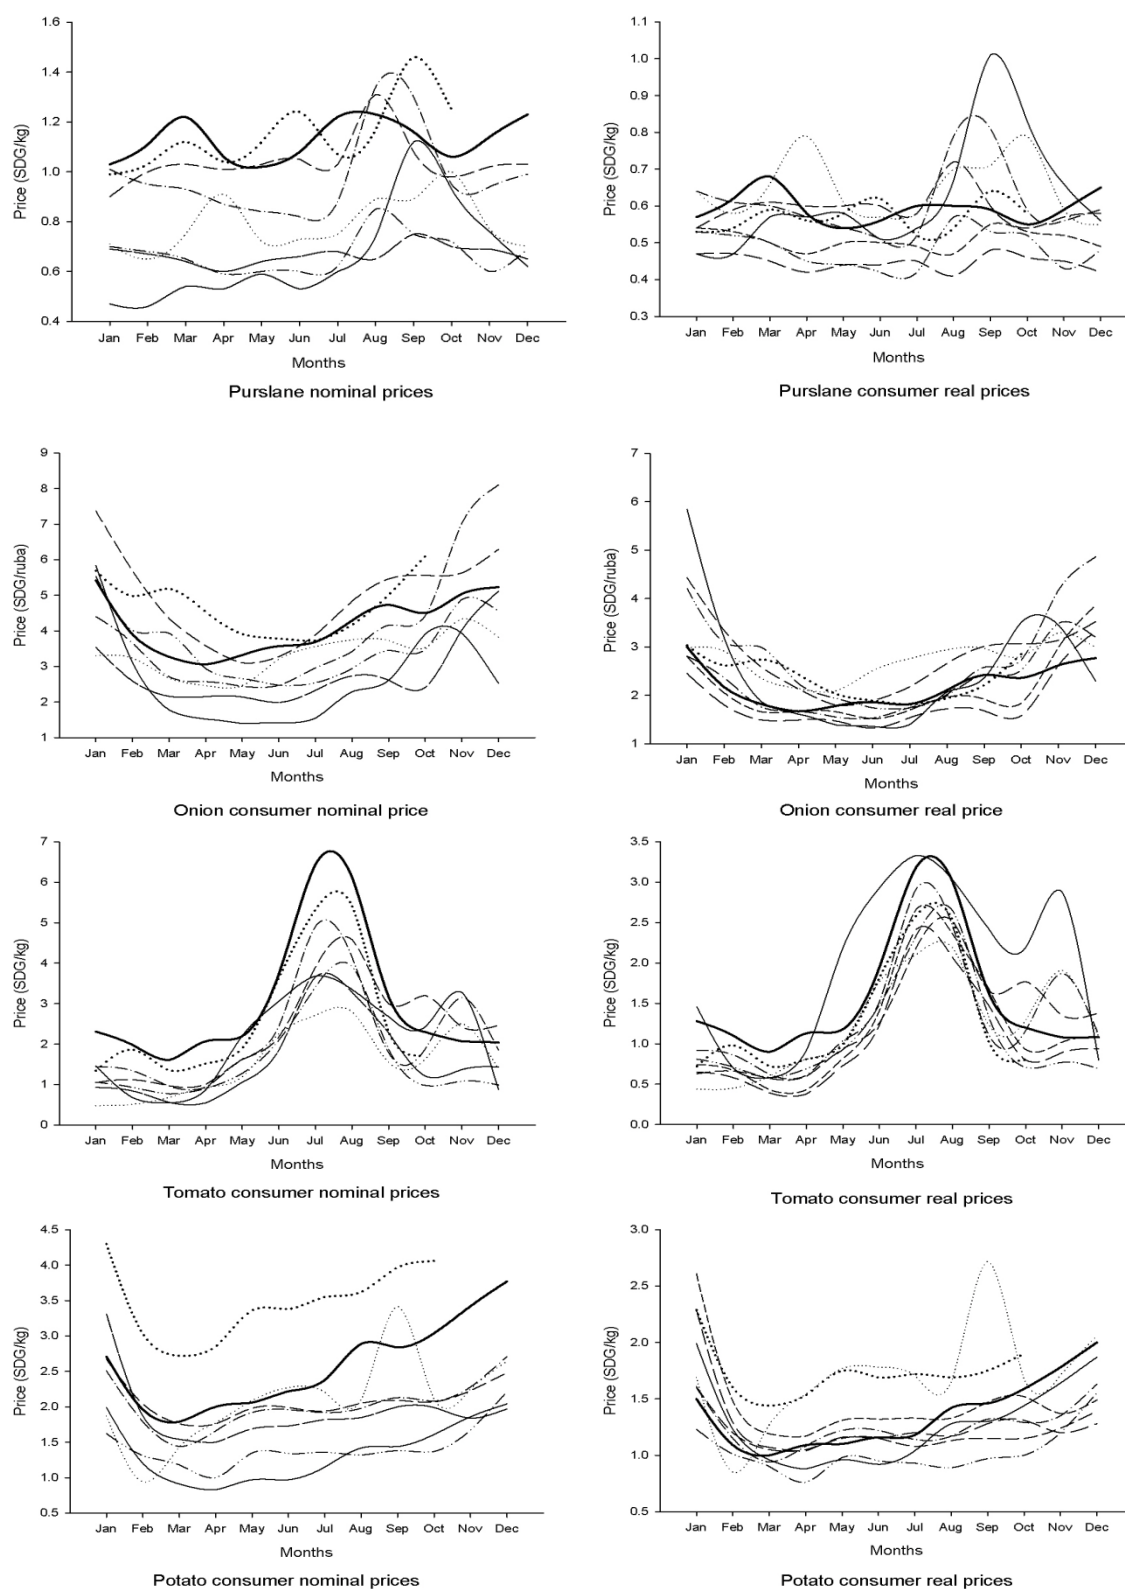 1.6
1.4
1.2
1.0
0.8
0.6
0.4
Price (SDG/kg)
Jan Feb Mar Apr May Jun Jul Aug Sep Oct Nov Dec
Months
Purslane nominal prices
1.1
1.0
0.9
0.8
0.7
0.6
0.5
0.4
0.3
Price (SDG/kg)
Jan Feb Mar Apr May Jun Jul Aug Sep Oct Nov Dec
Months
Purslane consumer real prices
9
8
7
6
5
4
3
2
1
Price (SDG/ruba)
Jan Feb Mar Apr May Jun Jul Aug Sep Oct Nov Dec
Months
Onion consumer nominal price
7
6
5
4
3
2
1
Price (SDG/ruba)
Jan Feb Mar Apr May Jun Jul Aug Sep Oct Nov Dec
Months
Onion consumer real price
7
6
5
4
3
2
1
0
Price (SDG/kg)
Jan Feb Mar Apr May Jun Jul Aug Sep Oct Nov Dec
Months
Tomato consumer nominal prices
3.5
3.0
2.5
2.0
1.5
1.0
0.5
0.0
Price (SDG/kg)
Jan Feb Mar Apr May Jun Jul Aug Sep Oct Nov Dec
Months
Tomato consumer real prices
4.5
4.0
3.5
3.0
2.5
2.0
1.5
1.0
0.5
Price (SDG/kg)
Jan Feb Mar Apr May Jun Jul Aug Sep Oct Nov Dec
Months
Potato consumer nominal prices
3.0
2.5
2.0
1.5
1.0
0.5
Price (SDG/kg)
Jan Feb Mar Apr May Jun Jul Aug Sep Oct Nov Dec
Months
Potato consumer real prices